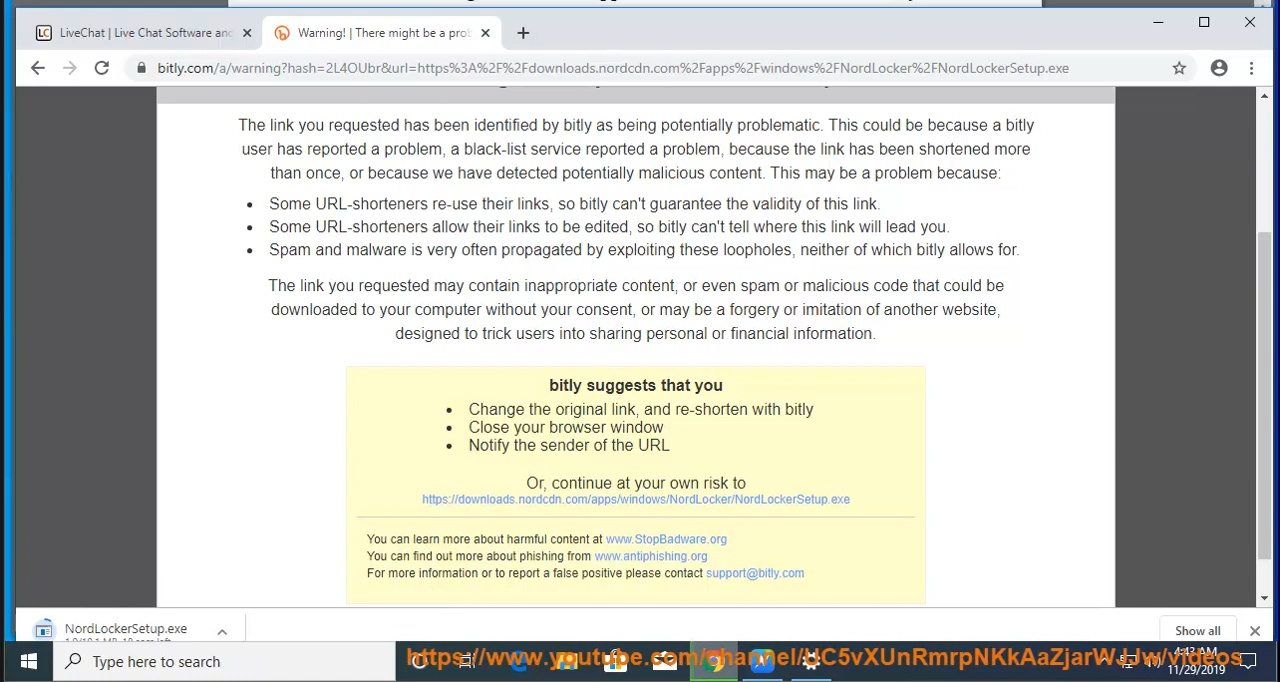 LiveChat | Live Chat Software and
Warning! | There might be a prob
bitly.com/a/warning?hash=2L4OUbr&url=https%3A%2F%2Fdownloads.nordcdn.com%2Fapps%2Fwindows%2FNordLocker%2FNordLockerSetup.exe
The link you requested has been identified by bitly as being potentially problematic. This could be because a bitly
user has reported a problem, a black-list service reported a problem, because the link has been shortened more
than once, or because we have detected potentially malicious content. This may be a problem because:
• Some URL-shorteners re-use their links, so bitly can't guarantee the validity of this link.
• Some URL-shorteners allow their links to be edited, so bitly can't tell where this link will lead you.
• Spam and malware is very often propagated by exploiting these loopholes, neither of which bitly allows for.
The link you requested may contain inappropriate content, or even spam or malicious code that could be
downloaded to your computer without your consent, or may be a forgery or imitation of another website,
designed to trick users into sharing personal or financial information.
bitly suggests that you
• Change the original link, and re-shorten with bitly
• Close your browser window
• Notify the sender of the URL
Or, continue at your own risk to
https://downloads.nordcdn.com/apps/windows/NordLocker/NordLockerSetup.exe
You can learn more about harmful content at www.StopBadware.org
You can find out more about phishing from www.antiphishing.org
For more information or to report a false positive please contact support@bitly.com
NordLockerSetup.exe
Show all
Type here to search
https://www.youtube.com/channel/UC5vXUnRmrpNKkAaZjarWJJw/videos
4:43 AM
11/29/2019